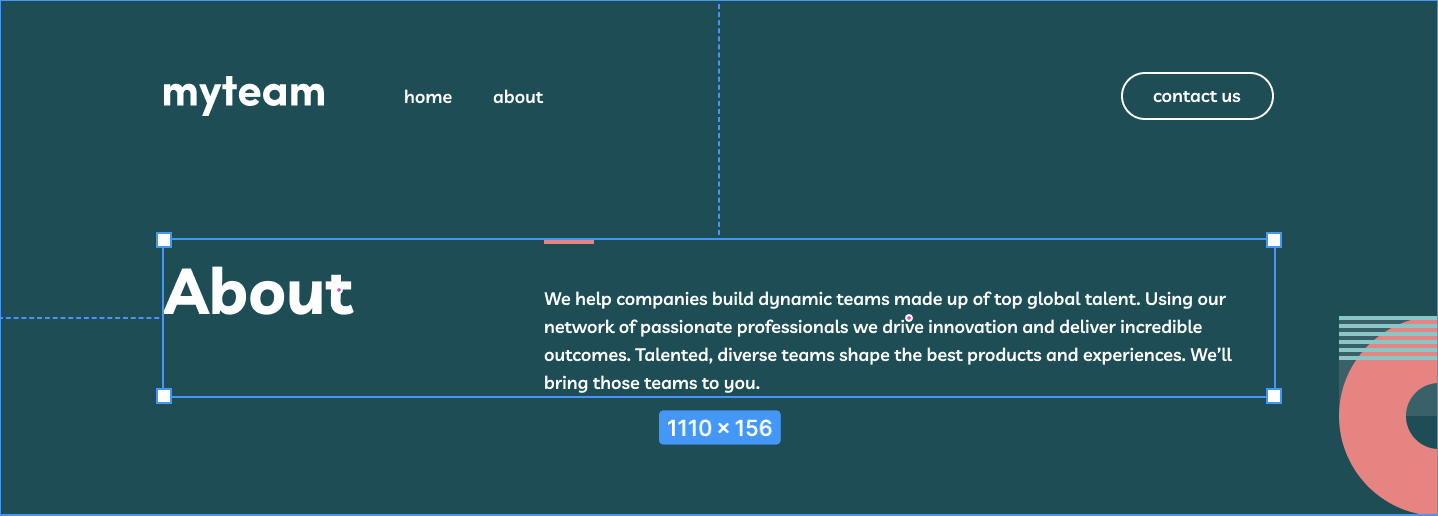 myteam
home
about
contact us
About
We help companies build dynamic teams made up of top global talent. Using our
network of passionate professionals we drive innovation and deliver incredible
outcomes. Talented, diverse teams shape the best products and experiences. We’ll
bring those teams to you.
1110 × 156